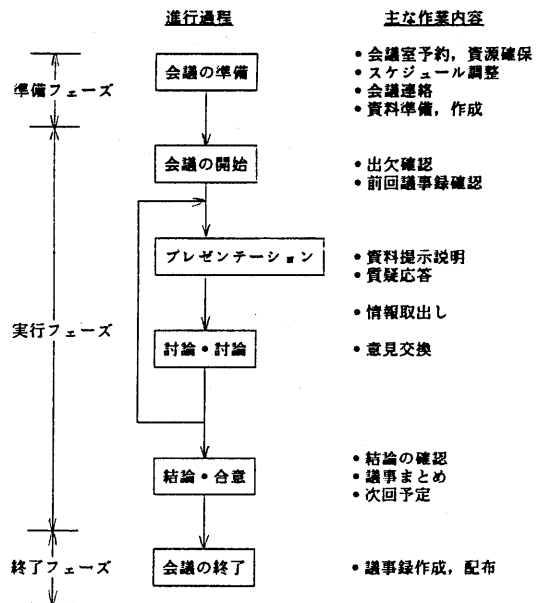 進行過程 主な作業内容
会議の準備
・会議室予約，資源確保
・スケジュール調整
・会議連絡
・資料準備，作成
準備フェーズ
会議の開始
・出欠確認
・前回議事録確認
プレゼンテーション
・資料提示説明
・質疑応答
・情報取出し
実行フェーズ
討論・討論
・意見交換
結論・合意
・結論の確認
・議事まとめ
・次回予定
終了フェーズ
会議の終了
・議事録作成，配布